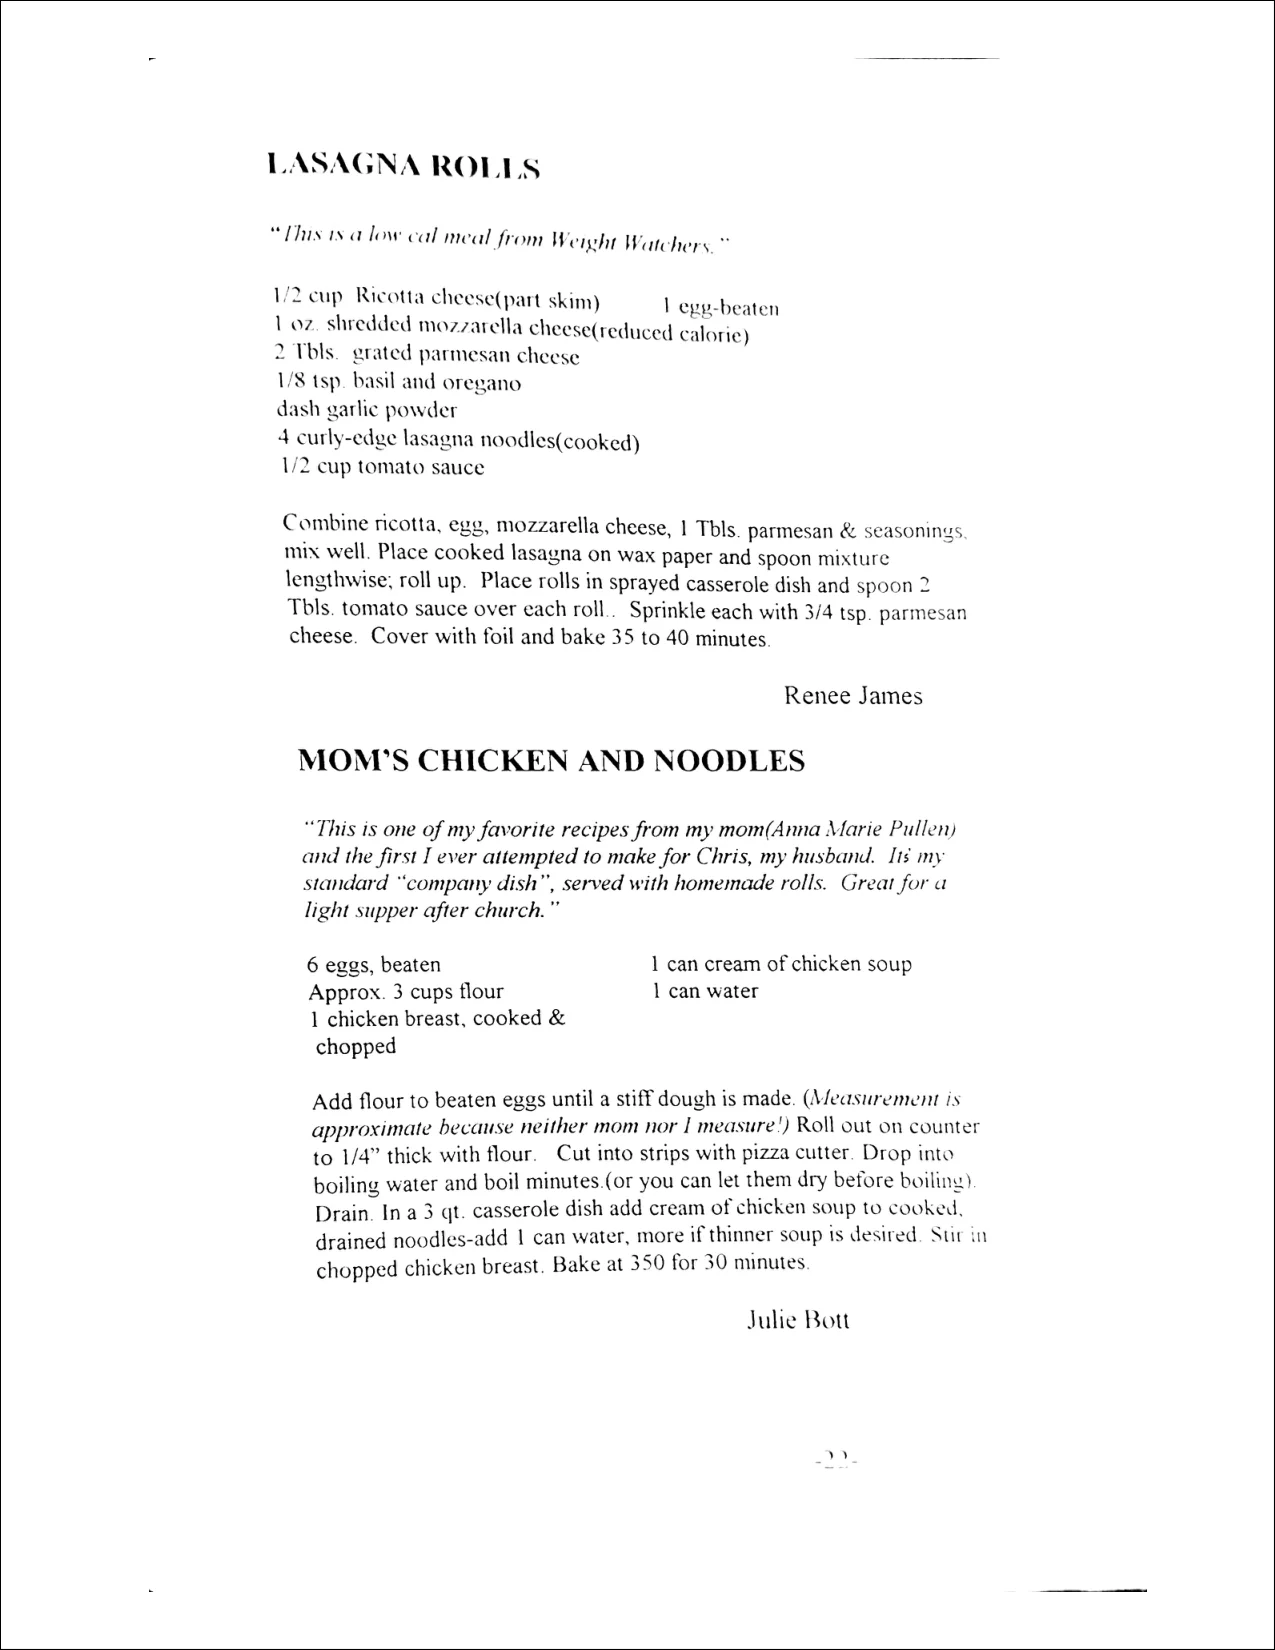 LASAGNA ROLLS
"This is a low cal meal from Weight Watchers."
1/2 cup Ricotta cheese(part skim) 1 egg-beaten
1 oz. shredded mozzarella cheese(reduced calorie)
2 Tbls. grated parmesan cheese
1/8 tsp. basil and oregano
dash garlic powder
4 curly-edge lasagna noodles(cooked)
1/2 cup tomato sauce
Combine ricotta, egg, mozzarella cheese, 1 Tbls. parmesan & seasonings,
mix well. Place cooked lasagna on wax paper and spoon mixture
lengthwise; roll up. Place rolls in sprayed casserole dish and spoon 2
Tbls. tomato sauce over each roll.. Sprinkle each with 3/4 tsp. parmesan
cheese. Cover with foil and bake 35 to 40 minutes.
Renee James
MOM'S CHICKEN AND NOODLES
"This is one of my favorite recipes from my mom(Anna Marie Pullen)
and the first I ever attempted to make for Chris, my husband. It's my
standard "company dish", served with homemade rolls. Great for a
light supper after church."
6 eggs, beaten 1 can cream of chicken soup
Approx. 3 cups flour 1 can water
1 chicken breast, cooked &
chopped
Add flour to beaten eggs until a stiff dough is made. (Measurement is
approximate because neither mom nor I measure!) Roll out on counter
to 1/4" thick with flour. Cut into strips with pizza cutter. Drop into
boiling water and boil minutes.(or you can let them dry before boiling).
Drain. In a 3 qt. casserole dish add cream of chicken soup to cooked,
drained noodles-add 1 can water, more if thinner soup is desired. Stir in
chopped chicken breast. Bake at 350 for 30 minutes.
Julie Bott
-22-